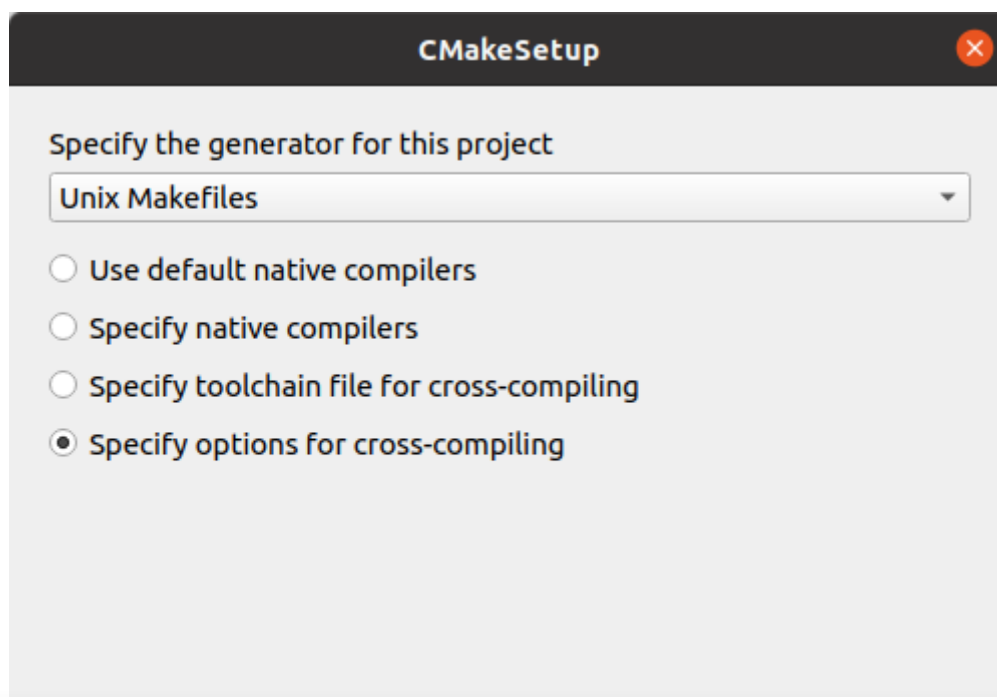 CMakeSetup
Specify the generator for this project
Unix Makefiles
Use default native compilers
Specify native compilers
Specify toolchain file for cross-compiling
Specify options for cross-compiling